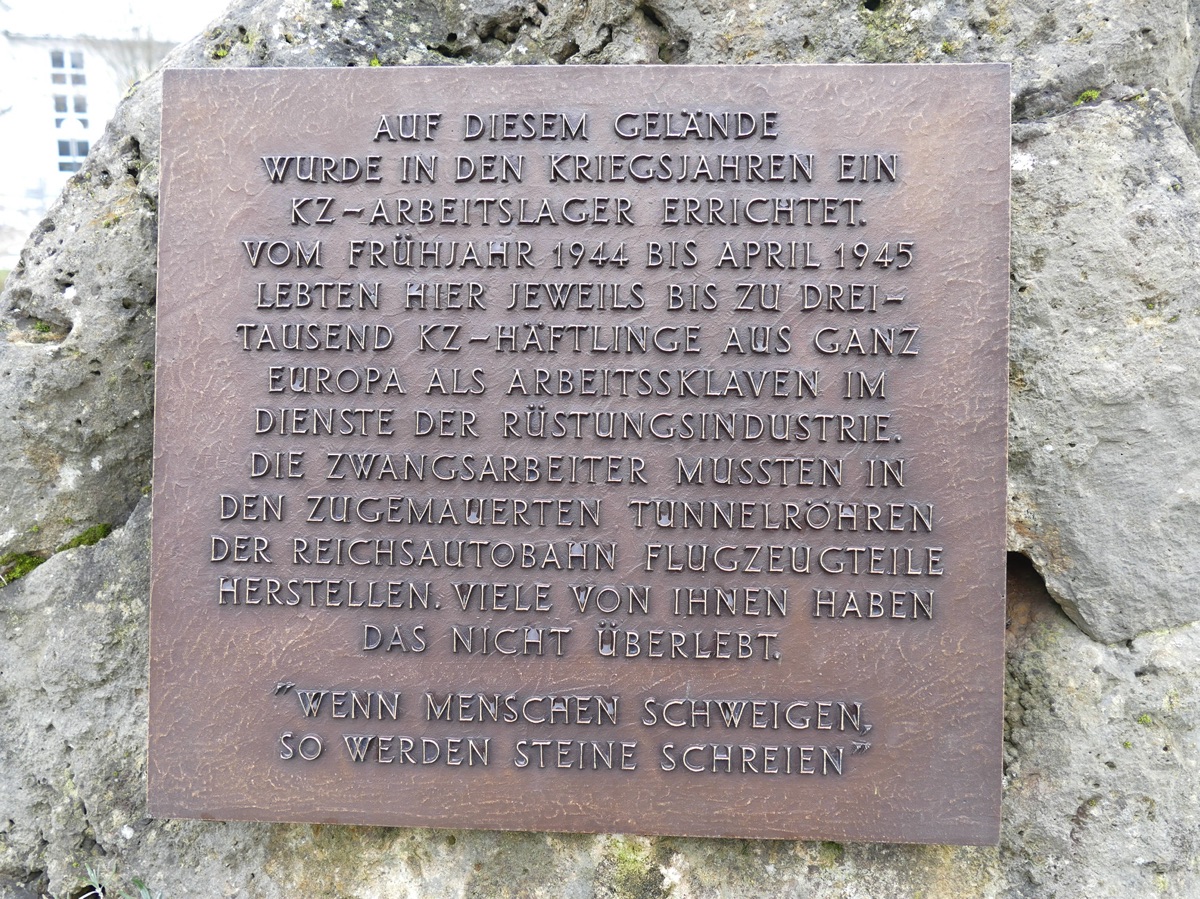 AUF DIESEM GELÄNDE
WURDE IN DEN KRIEGSJAHREN EIN
KZ-ARBEITSLAGER ERRICHTET.
VOM FRÜHJAHR 1944 BIS APRIL 1945
LEBTEN HIER JEWEILS BIS ZU DREI-
TAUSEND KZ-HÄFTLINGE AUS GANZ
EUROPA ALS ARBEITSSKLAVEN IM
DIENSTE DER RÜSTUNGSINDUSTRIE.
DIE ZWANGSARBEITER MUSSTEN IN
DEN ZUGEMAUERTEN TUNNELRÖHREN
DER REICHSAUTOBAHN FLUGZEUGTEILE
HERSTELLEN. VIELE VON IHNEN HABEN
DAS NICHT ÜBERLEBT.
"WENN MENSCHEN SCHWEIGEN,
SO WERDEN STEINE SCHREIEN"